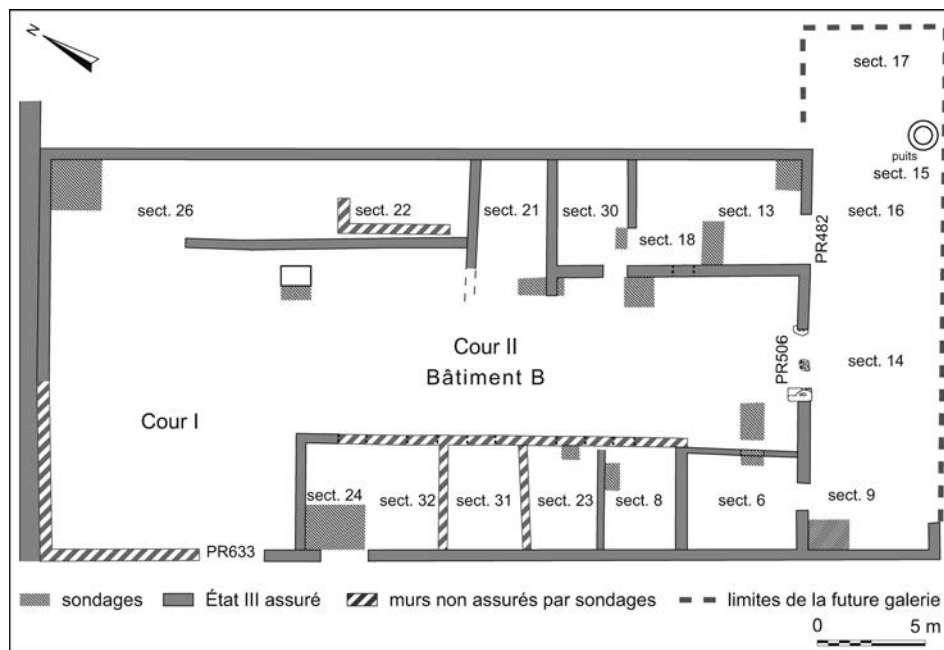 N
sect. 17
puits
sect. 15
sect. 26
sect. 22
sect. 21
sect. 30
sect. 13
sect. 16
sect. 18
PR482
Cour II
Bâtiment B
PR506
sect. 14
Cour I
sect. 24
sect. 32
sect. 31
sect. 23
sect. 8
sect. 6
sect. 9
PR633
sondages
État III assuré
murs non assurés par sondages
limites de la future galerie
0
5 m